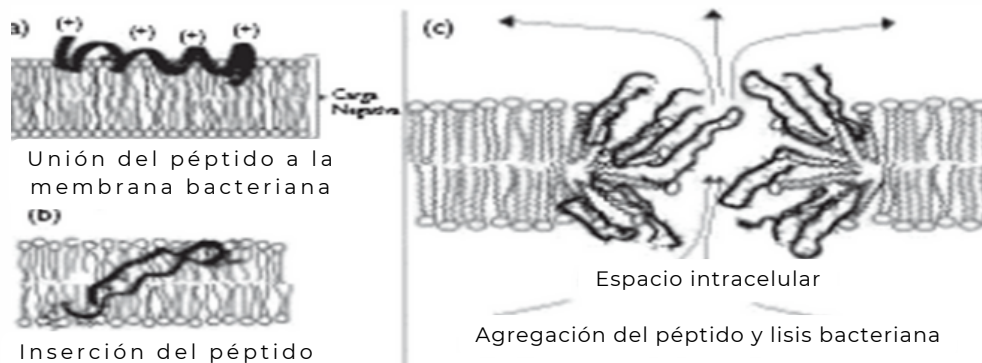 a)
(+) (+) (+) (+)
Carga
Negativa
Unión del péptido a la
membrana bacteriana
(b)
Inserción del péptido
(c)
Espacio intracelular
Agregación del péptido y lisis bacteriana